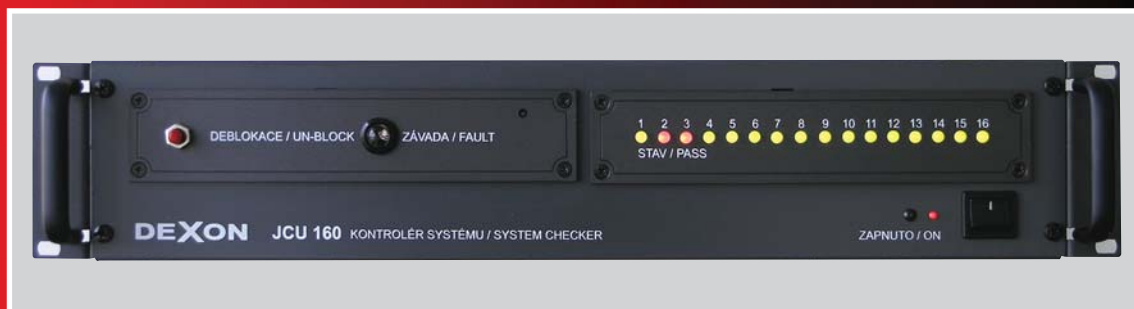 DEBLOKACE / UN-BLOCK
ZÁVADA / FAULT
1 2 3 4 5 6 7 8 9 10 11 12 13 14 15 16
STAV / PASS
DEXON JCU 160 KONTROLÉR SYSTÉMU / SYSTEM CHECKER
ZAPNUTO / ON